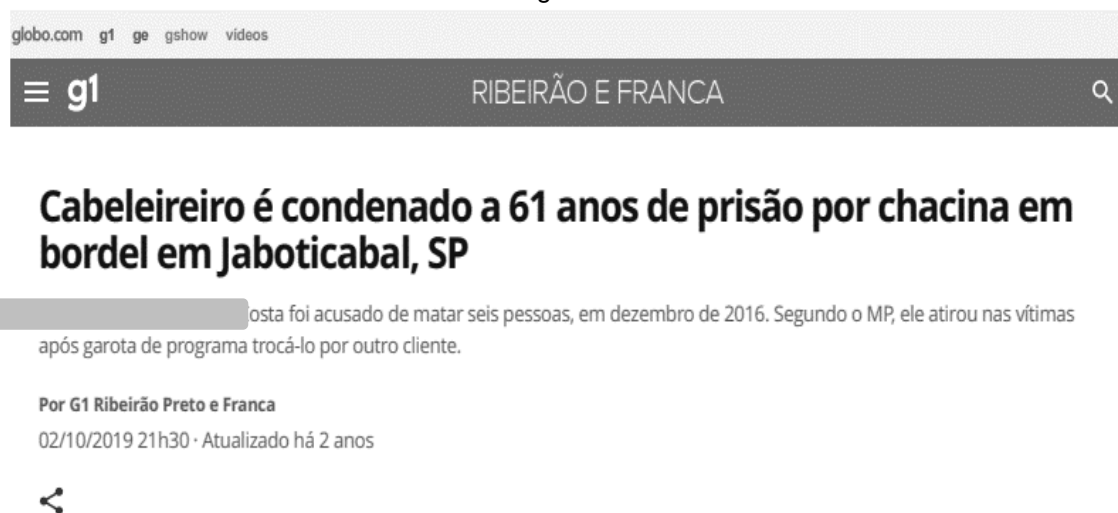 globo.com g1 ge gshow vídeos
g1 RIBEIRÃO E FRANCA
Cabeleireiro é condenado a 61 anos de prisão por chacina em
bordel em Jaboticabal, SP
foi acusado de matar seis pessoas, em dezembro de 2016. Segundo o MP, ele atirou nas vítimas
após garota de programa trocá-lo por outro cliente.
Por G1 Ribeirão Preto e Franca
02/10/2019 21h30 · Atualizado há 2 anos